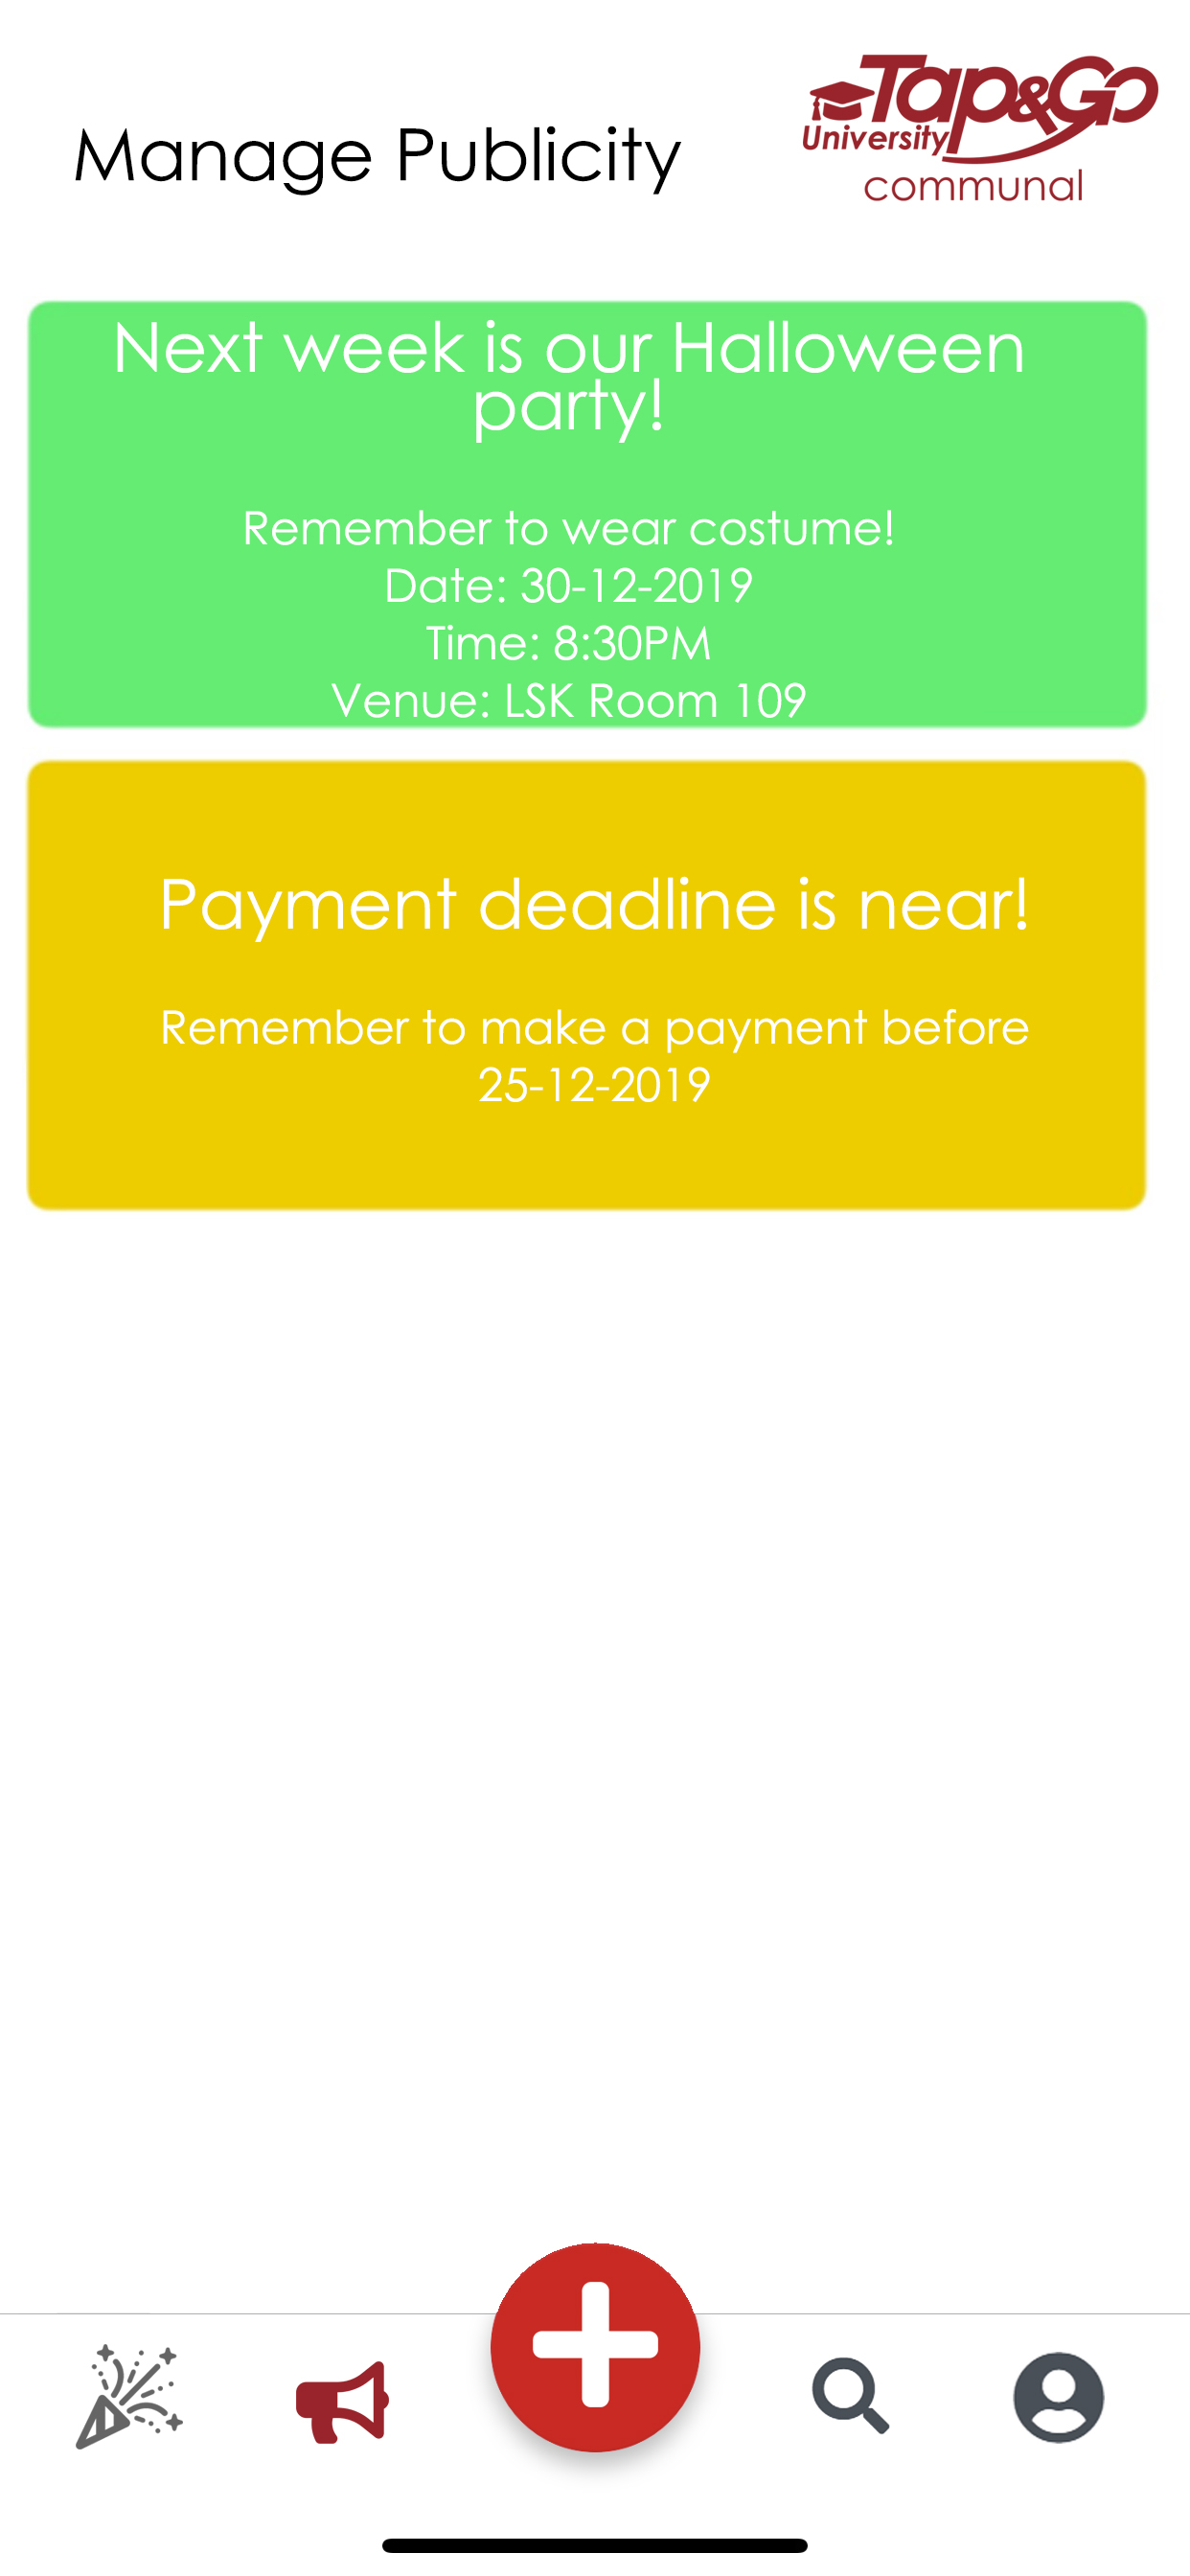 Manage Publicity
Tap&Go
University
communal
Next week is our Halloween
party!
Remember to wear costume!
Date: 30-12-2019
Time: 8:30PM
Venue: LSK Room 109
Payment deadline is near!
Remember to make a payment before
25-12-2019